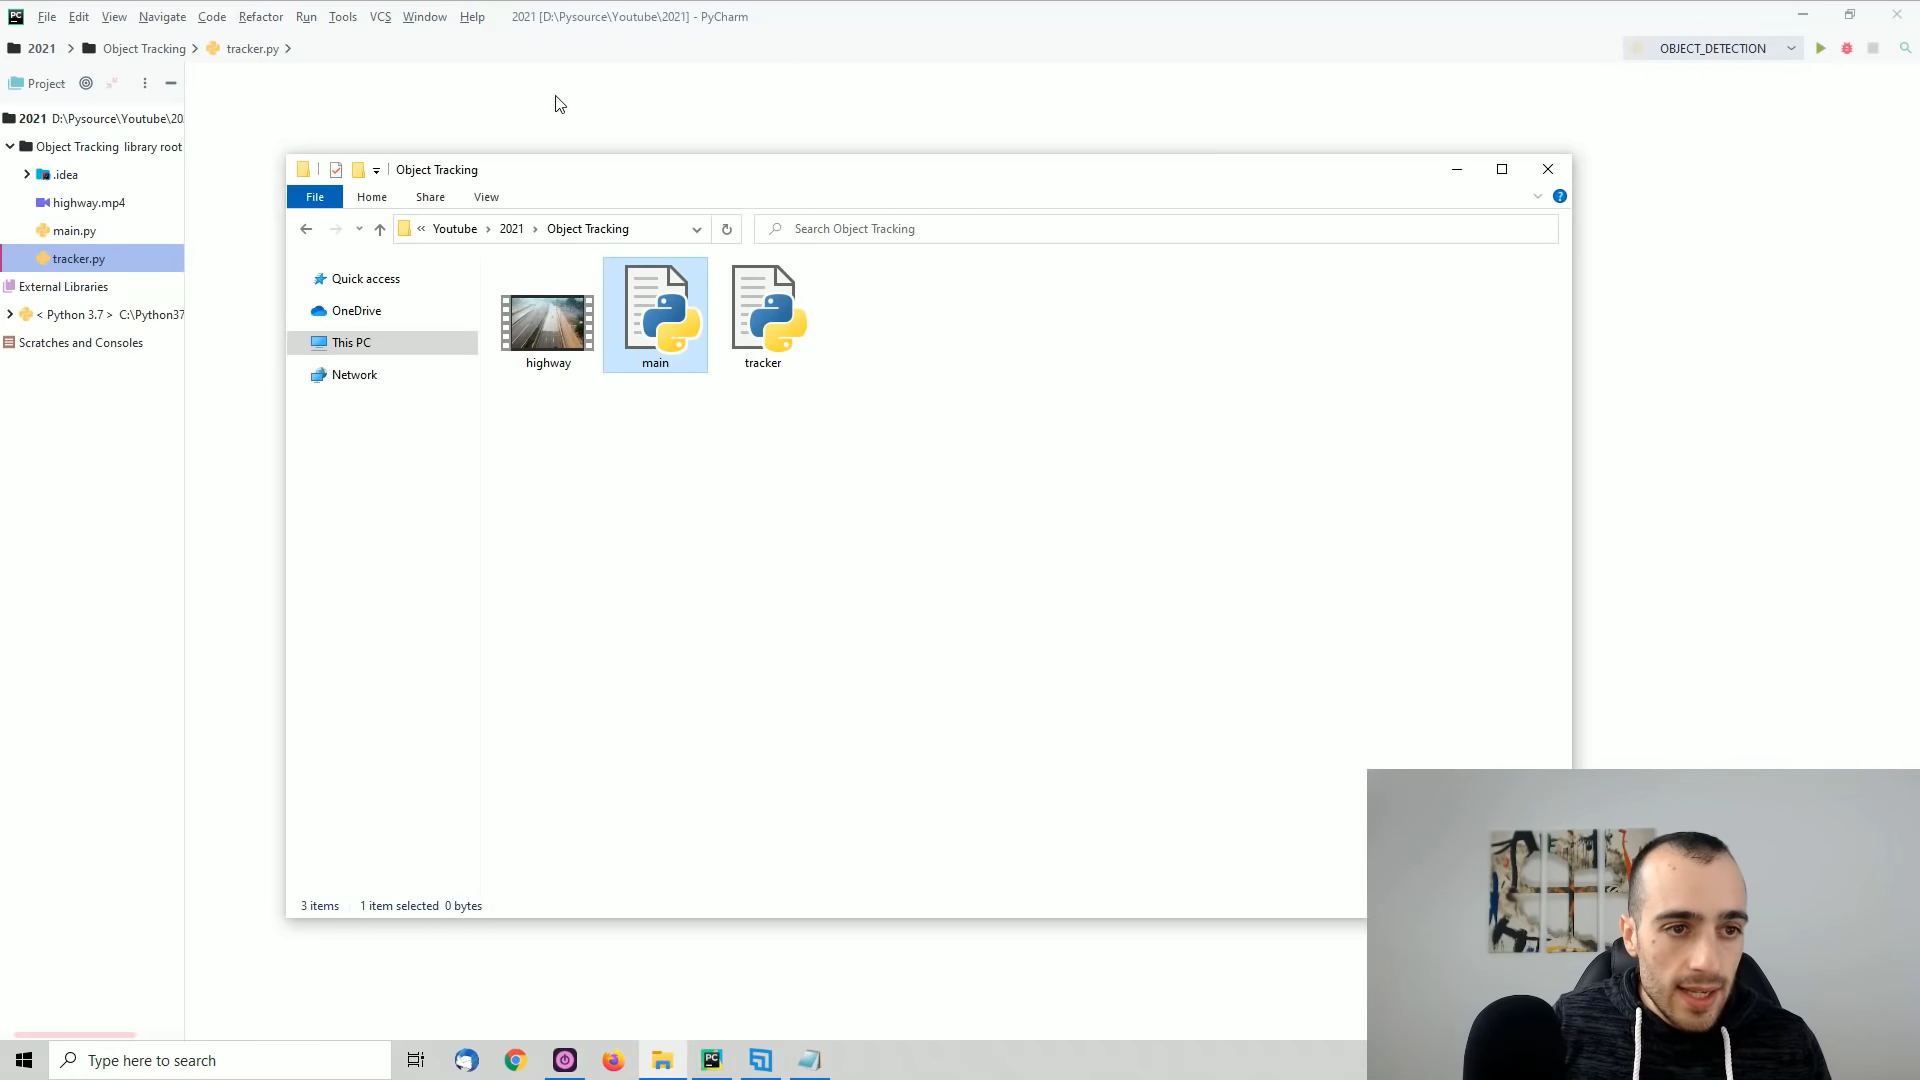 PC File Edit View Navigate Code Refactor Run Tools VCS Window Help 2021 [D:\Pysource\Youtube\2021] - PyCharm
2021 Object Tracking tracker.py OBJECT_DETECTION
Project
2021 D:\Pysource\Youtube\20
Object Tracking library root
.idea
highway.mp4
main.py
tracker.py
External Libraries
< Python 3.7 > C:\Python37
Scratches and Consoles
Object Tracking
File Home Share View ?
« Youtube 2021 Object Tracking Search Object Tracking
Quick access
OneDrive
This PC
Network
highway main tracker
3 items 1 item selected 0 bytes
Type here to search PC